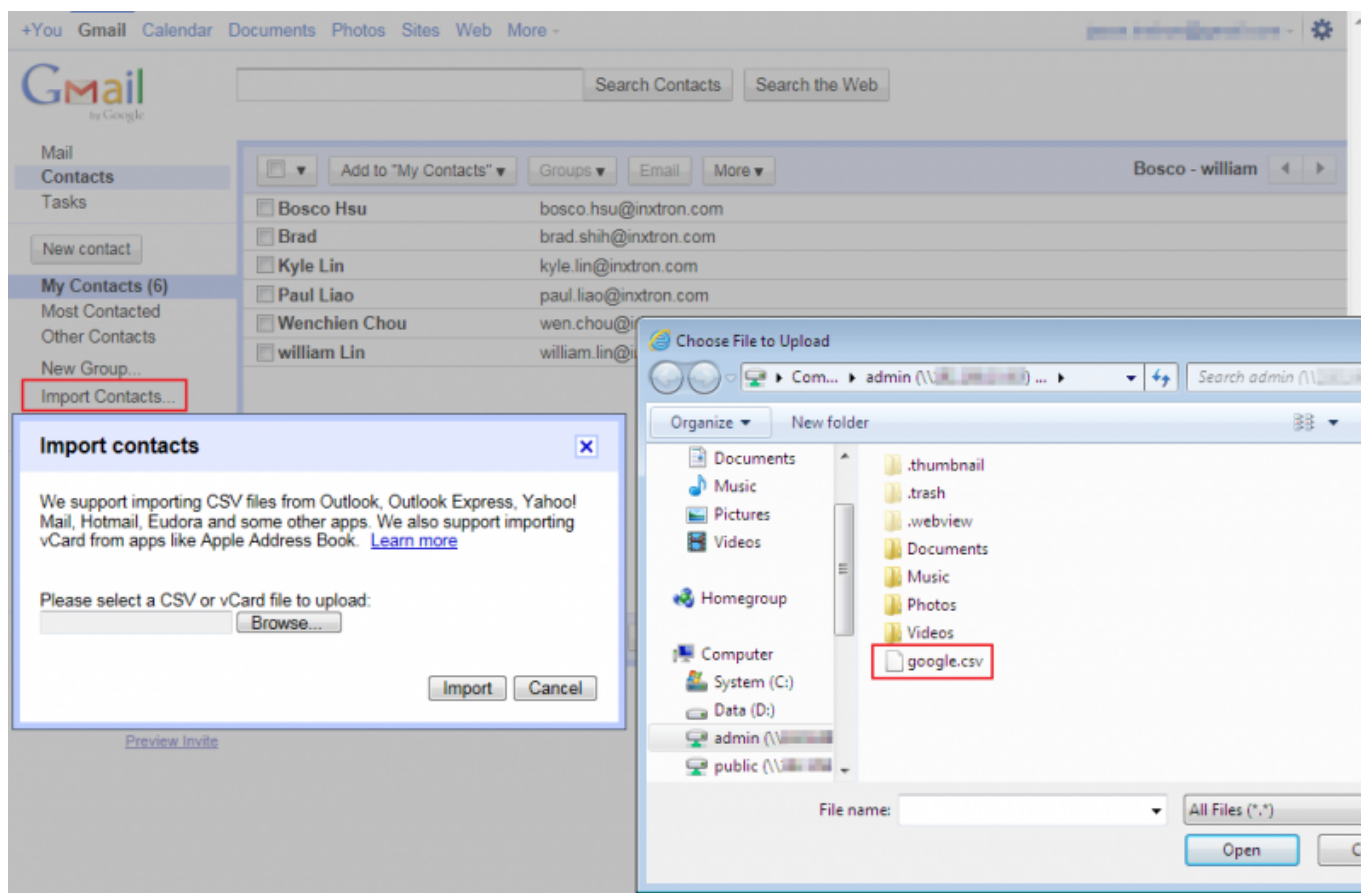 +You Gmail Calendar Documents Photos Sites Web More
Gmail
by Google
Search Contacts Search the Web
Mail
Contacts
Tasks
New contact
My Contacts (6)
Most Contacted
Other Contacts
New Group...
Import Contacts...
Add to "My Contacts" Groups Email More Bosco - william
Bosco Hsu bosco.hsu@inxtron.com
Brad brad.shih@inxtron.com
Kyle Lin kyle.lin@inxtron.com
Paul Liao paul.liao@inxtron.com
Wenchien Chou wen.chou@i
william Lin william.lin@i
Import contacts
We support importing CSV files from Outlook, Outlook Express, Yahoo!
Mail, Hotmail, Eudora and some other apps. We also support importing
vCard from apps like Apple Address Book. Learn more
Please select a CSV or vCard file to upload:
Browse...
Import Cancel
Preview Invite
Choose File to Upload
Com... admin (\\ ) ...
Search admin (\\
Organize New folder
Documents
Music
Pictures
Videos
Homegroup
Computer
System (C:)
Data (D:)
admin (\\
public (\\
.thumbnail
.trash
.webview
Documents
Music
Photos
Videos
google.csv
File name: All Files (*.*)
Open C